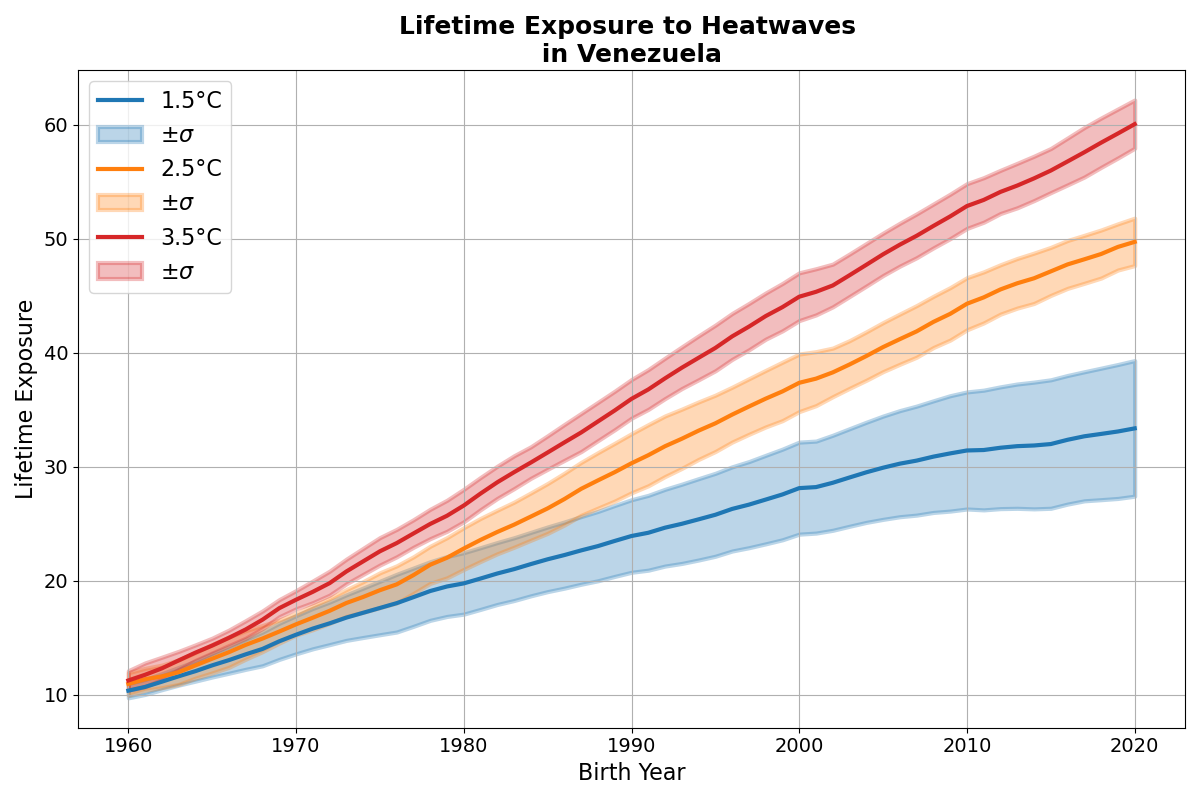 Lifetime Exposure to Heatwaves
in Venezuela
1.5°C
±σ
2.5°C
±σ
3.5°C
±σ
Lifetime Exposure
60
50
40
30
20
10
1960 1970 1980 1990 2000 2010 2020
Birth Year